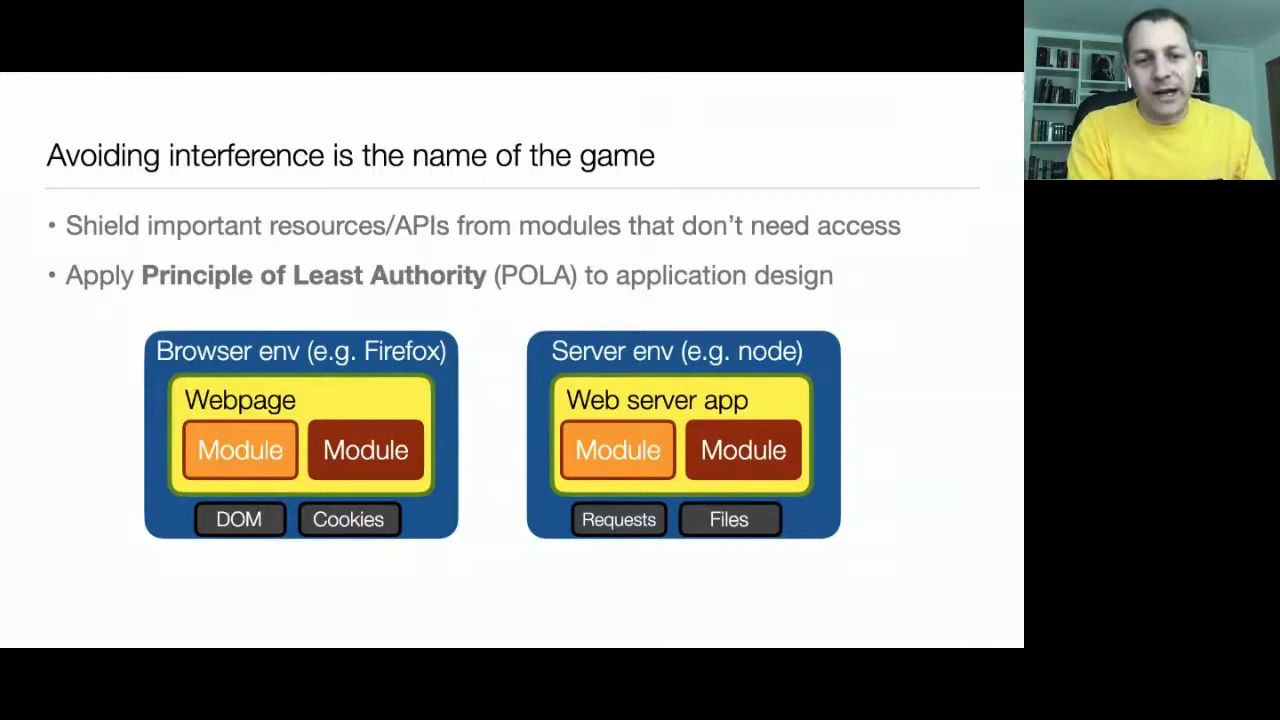 Avoiding interference is the name of the game
• Shield important resources/APIs from modules that don’t need access
• Apply Principle of Least Authority (POLA) to application design
Browser env (e.g. Firefox)
Webpage
Module Module
DOM Cookies
Server env (e.g. node)
Web server app
Module Module
Requests Files